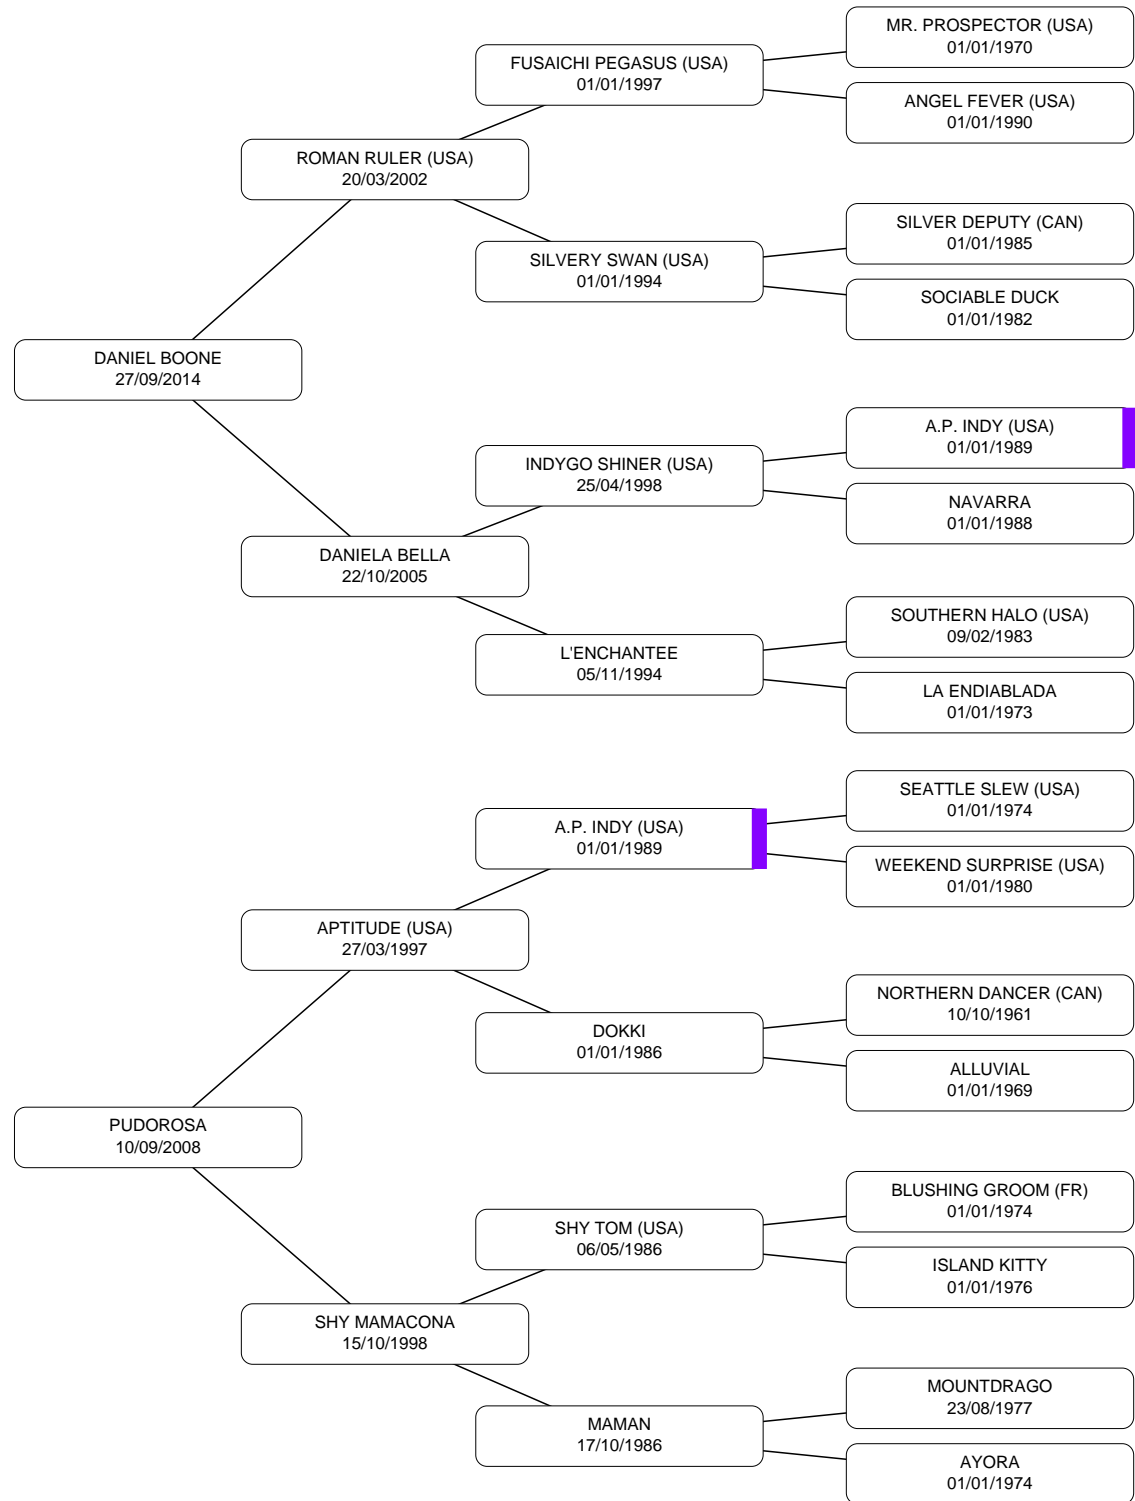 MR. PROSPECTOR (USA)
01/01/1970
FUSAICHI PEGASUS (USA)
01/01/1997
ANGEL FEVER (USA)
01/01/1990
ROMAN RULER (USA)
20/03/2002
SILVER DEPUTY (CAN)
01/01/1985
SILVERY SWAN (USA)
01/01/1994
SOCIABLE DUCK
01/01/1982
DANIEL BOONE
27/09/2014
A.P. INDY (USA)
01/01/1989
INDYGO SHINER (USA)
25/04/1998
NAVARRA
01/01/1988
DANIELA BELLA
22/10/2005
SOUTHERN HALO (USA)
09/02/1983
L'ENCHANTEE
05/11/1994
LA ENDIABLADA
01/01/1973
SEATTLE SLEW (USA)
01/01/1974
A.P. INDY (USA)
01/01/1989
WEEKEND SURPRISE (USA)
01/01/1980
APTITUDE (USA)
27/03/1997
NORTHERN DANCER (CAN)
10/10/1961
DOKKI
01/01/1986
ALLUVIAL
01/01/1969
PUDOROSA
10/09/2008
BLUSHING GROOM (FR)
01/01/1974
SHY TOM (USA)
06/05/1986
ISLAND KITTY
01/01/1976
SHY MAMACONA
15/10/1998
MOUNTDRAGO
23/08/1977
MAMAN
17/10/1986
AYORA
01/01/1974